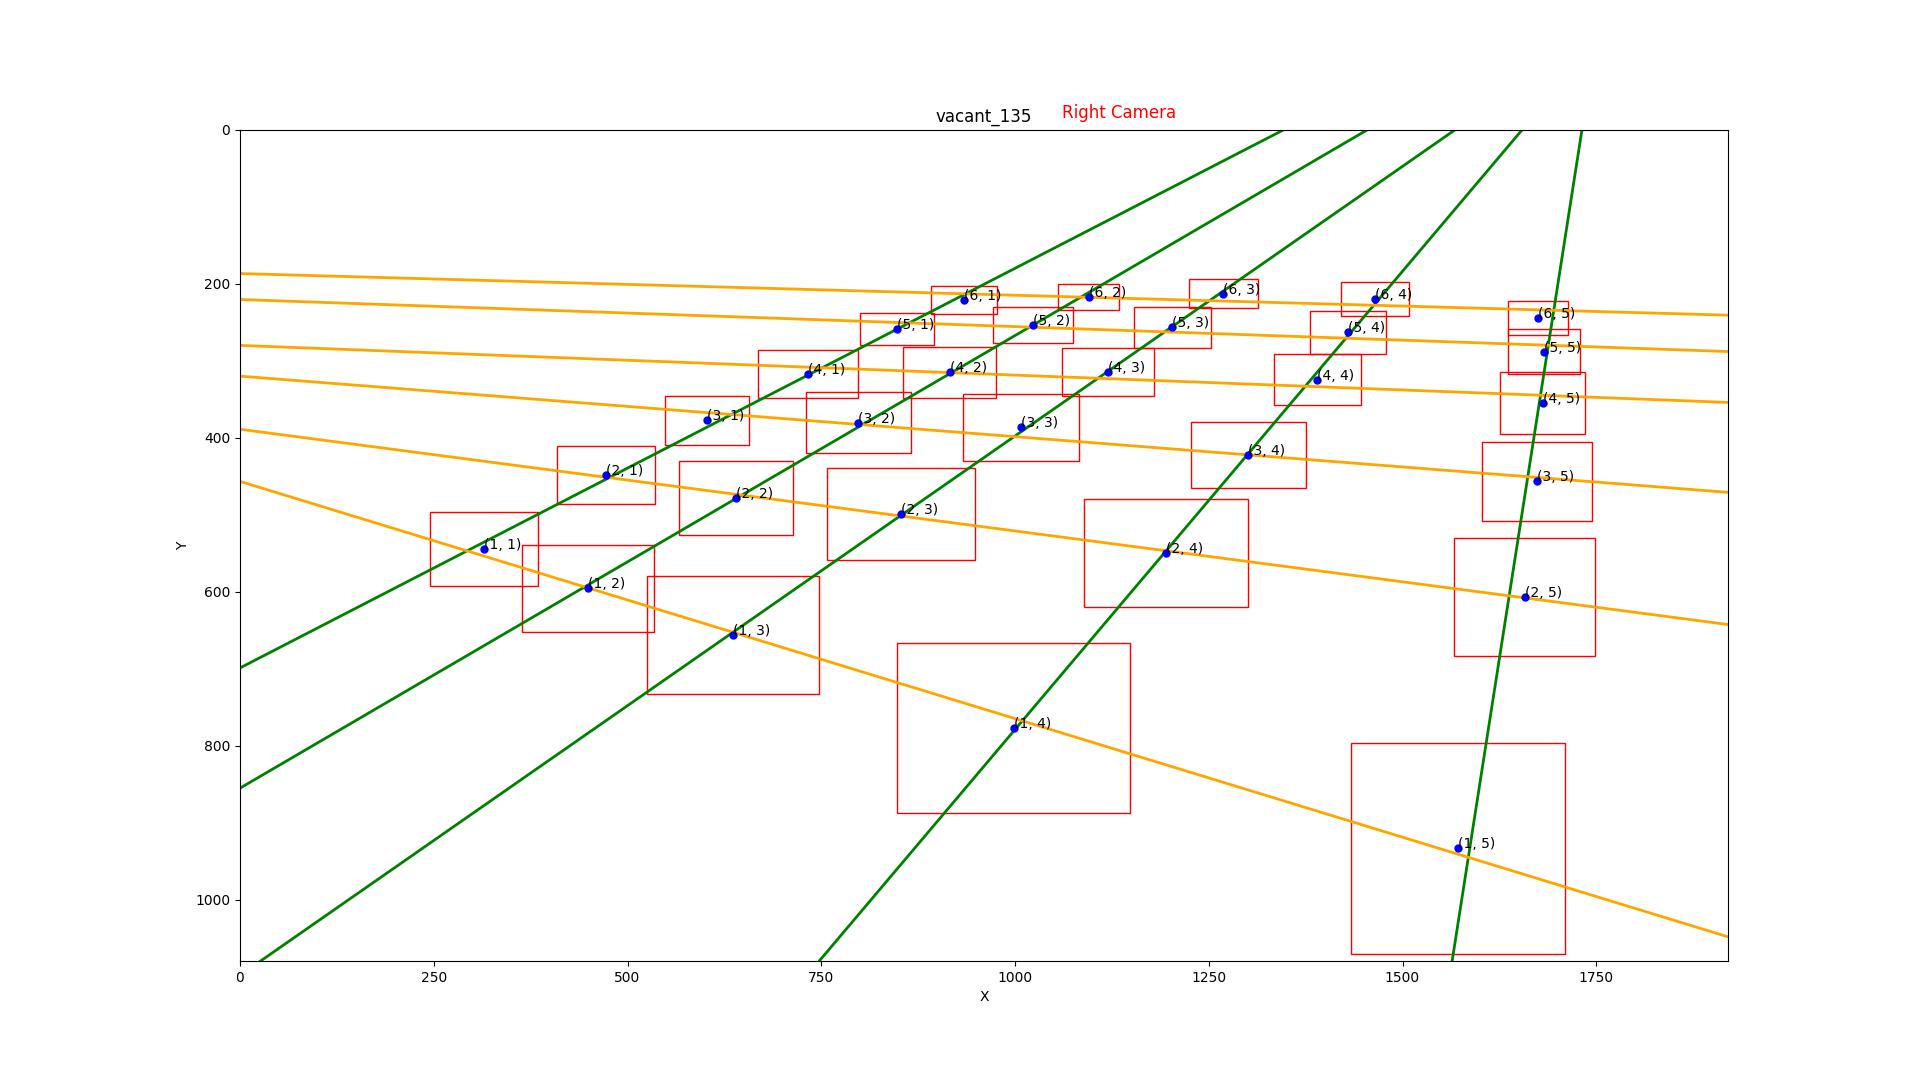 vacant_135 Right Camera
0
200
400
600
800
1000
Y
(6, 1) (6, 2) (6, 3) (6, 4) (6, 5)
(5, 1) (5, 2) (5, 3) (5, 4) (5, 5)
(4, 1) (4, 2) (4, 3) (4, 4) (4, 5)
(3, 1) (3, 2) (3, 3) (3, 4) (3, 5)
(2, 1) (2, 2) (2, 3) (2, 4) (2, 5)
(1, 1) (1, 2) (1, 3) (1, 4) (1, 5)
0 250 500 750 1000 1250 1500 1750
X